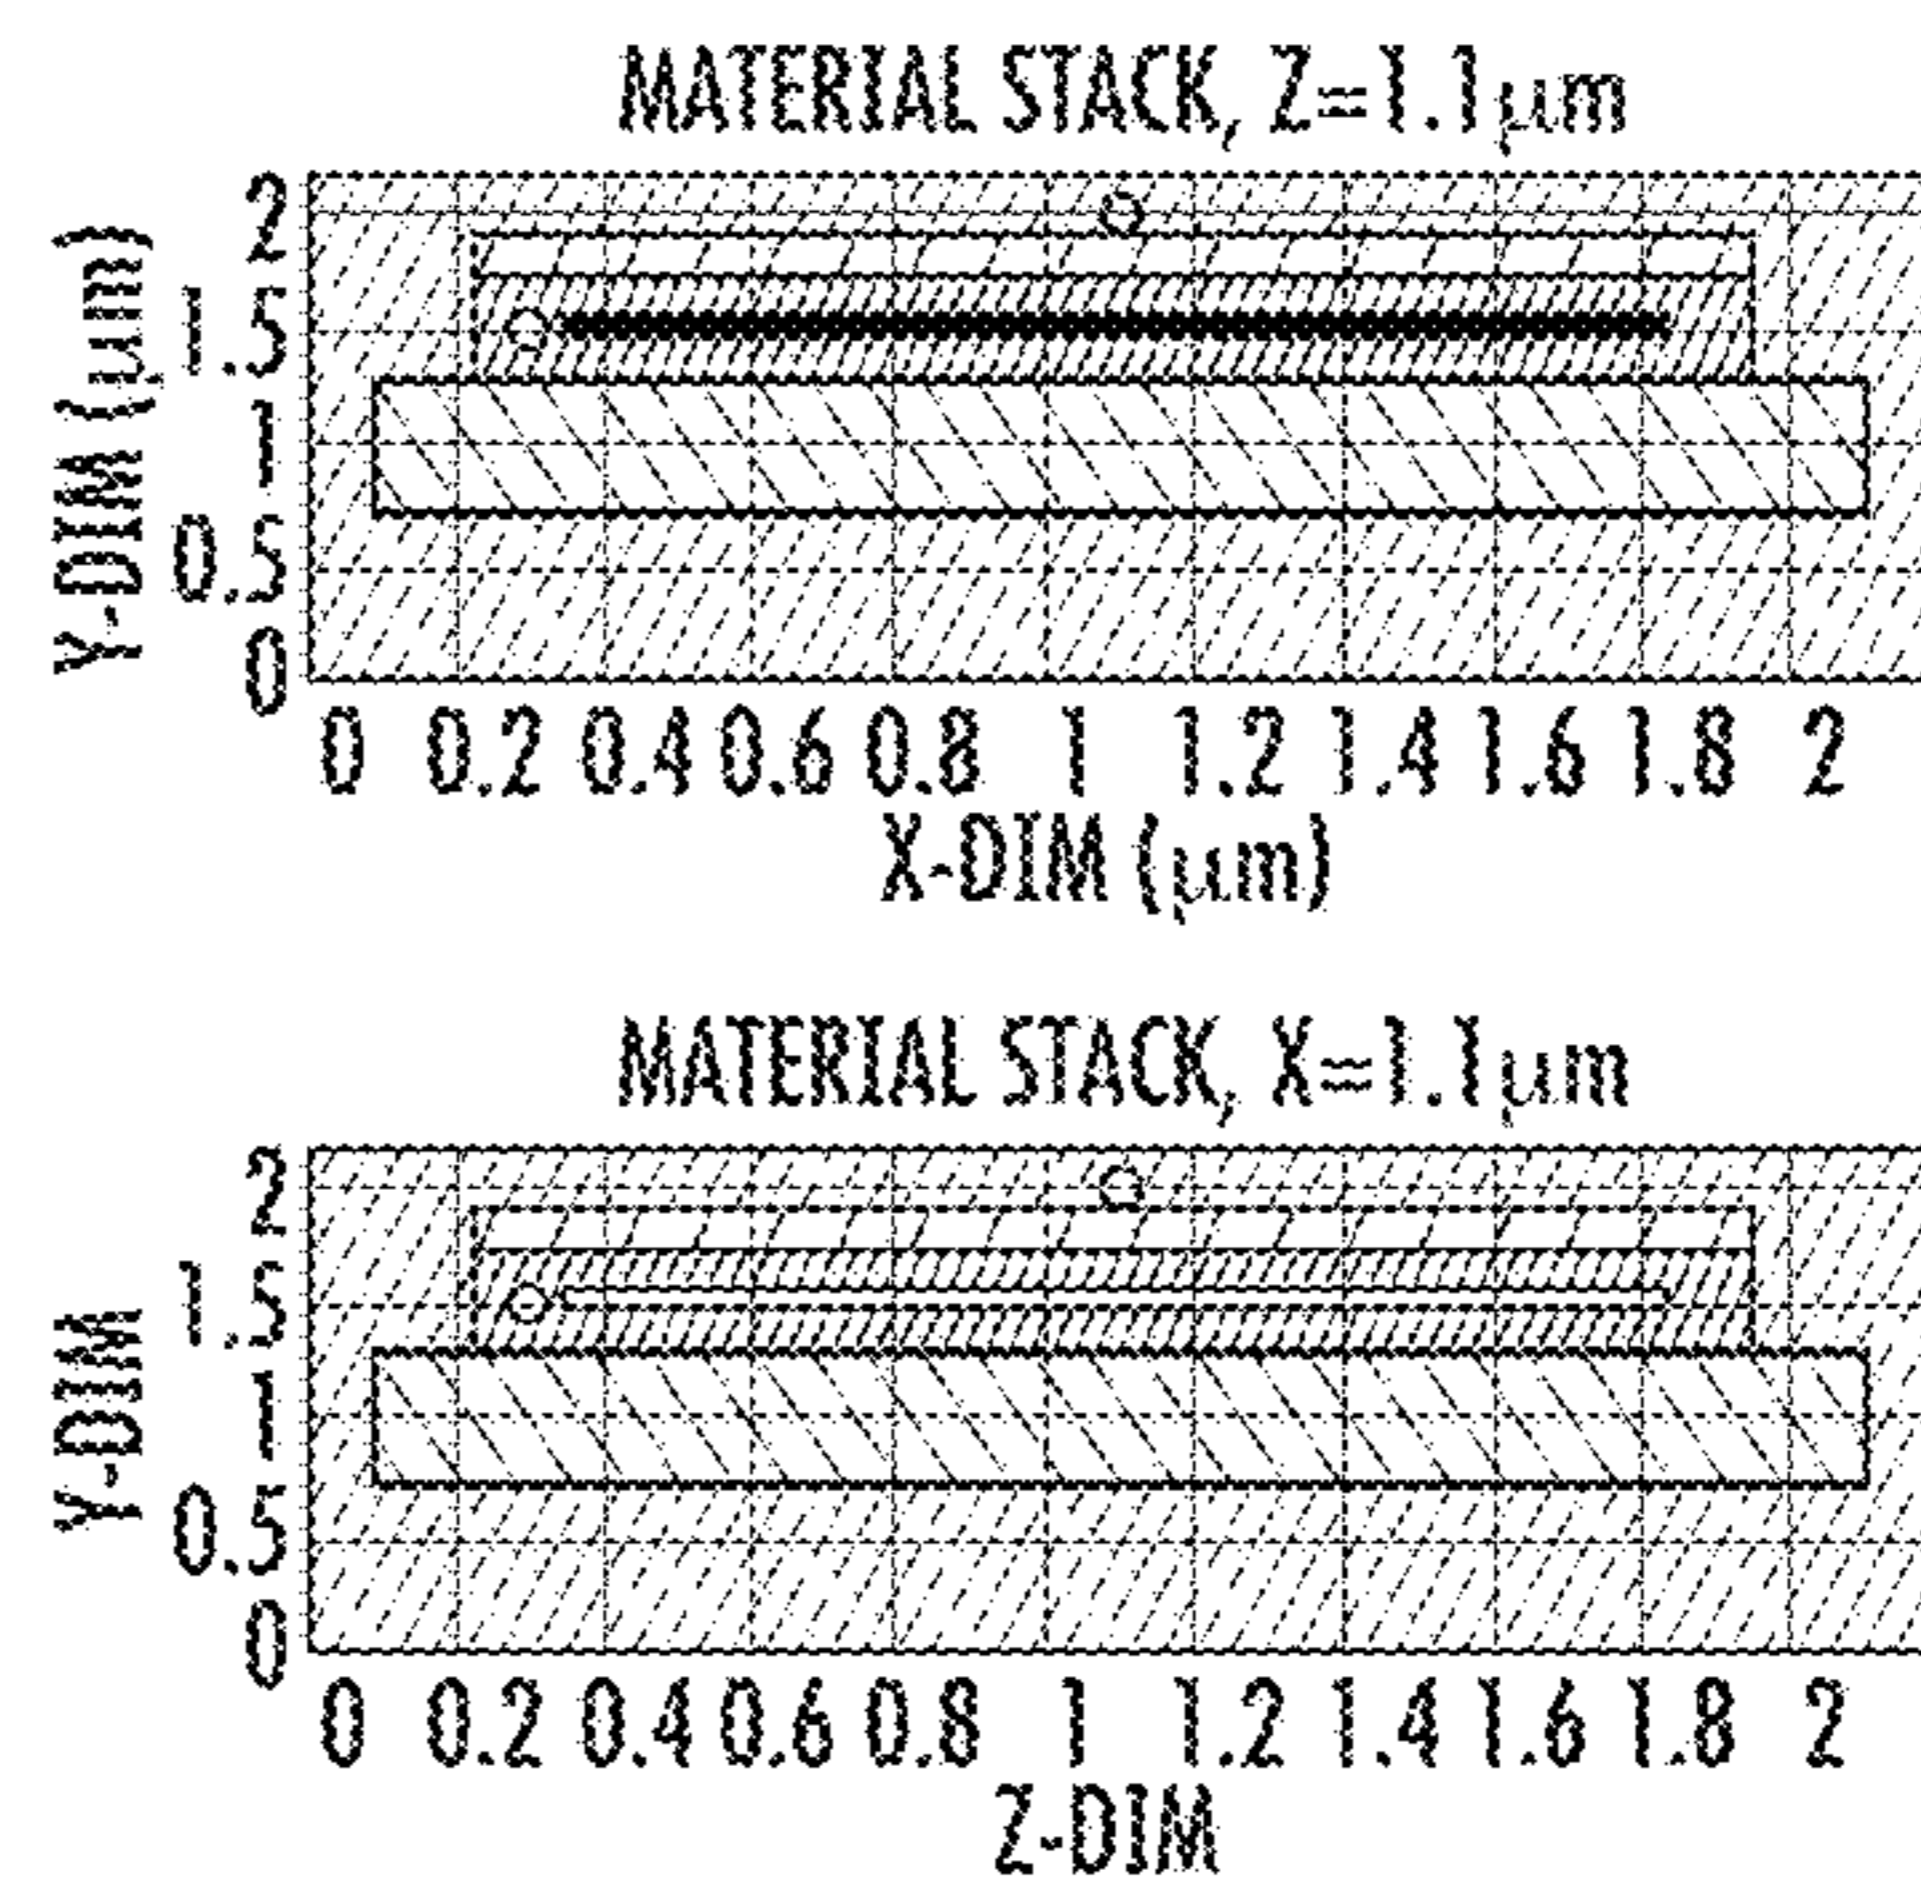 MATERIAL STACK, Z=1.1μm
Y-DIM (μm)
2
1.5
1
0.5
0
0 0.2 0.4 0.6 0.8 1 1.2 1.4 1.6 1.8 2
X-DIM (μm)
MATERIAL STACK, X=1.1μm
Y-DIM
2
1.5
1
0.5
0
0 0.2 0.4 0.6 0.8 1 1.2 1.4 1.6 1.8 2
Z-DIM